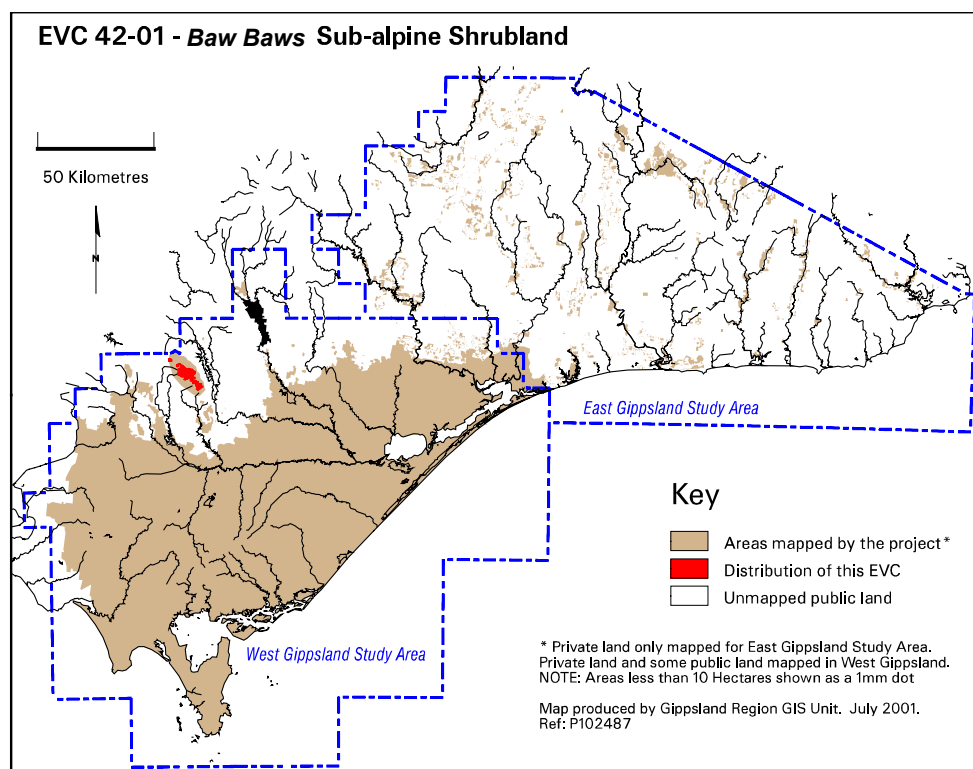 EVC 42-01 - Baw Baws Sub-alpine Shrubland
50 Kilometres
N
East Gippsland Study Area
West Gippsland Study Area
Key
Areas mapped by the project*
Distribution of this EVC
Unmapped public land
* Private land only mapped for East Gippsland Study Area.
Private land and some public land mapped in West Gippsland.
NOTE: Areas less than 10 Hectares shown as a 1mm dot
Map produced by Gippsland Region GIS Unit. July 2001.
Ref: P102487